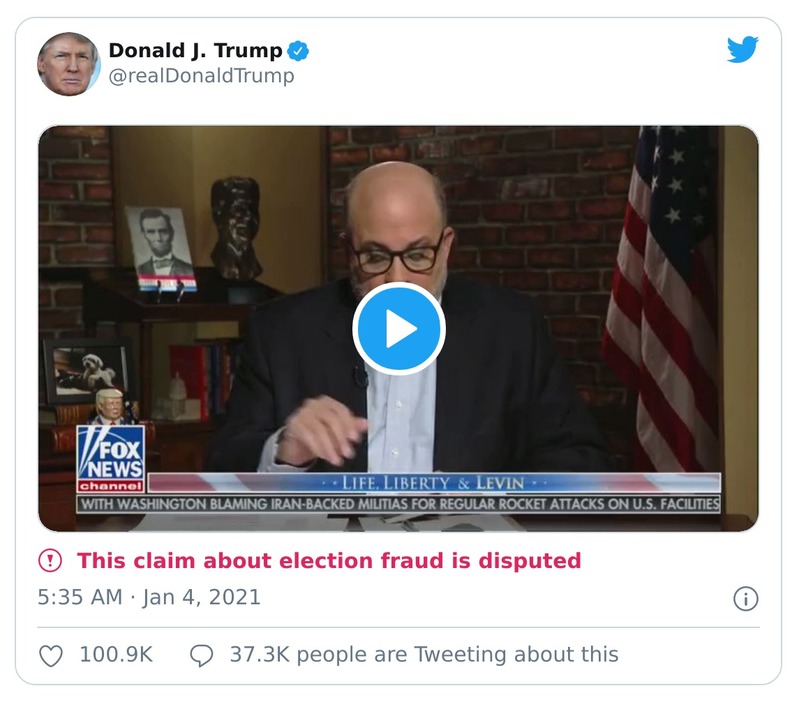 Donald J. Trump
@realDonaldTrump
FOX
NEWS
channel
·· LIFE, LIBERTY & LEVIN ··
WITH WASHINGTON BLAMING IRAN-BACKED MILITIAS FOR REGULAR ROCKET ATTACKS ON U.S. FACILITIES
This claim about election fraud is disputed
5:35 AM · Jan 4, 2021
100.9K 37.3K people are Tweeting about this